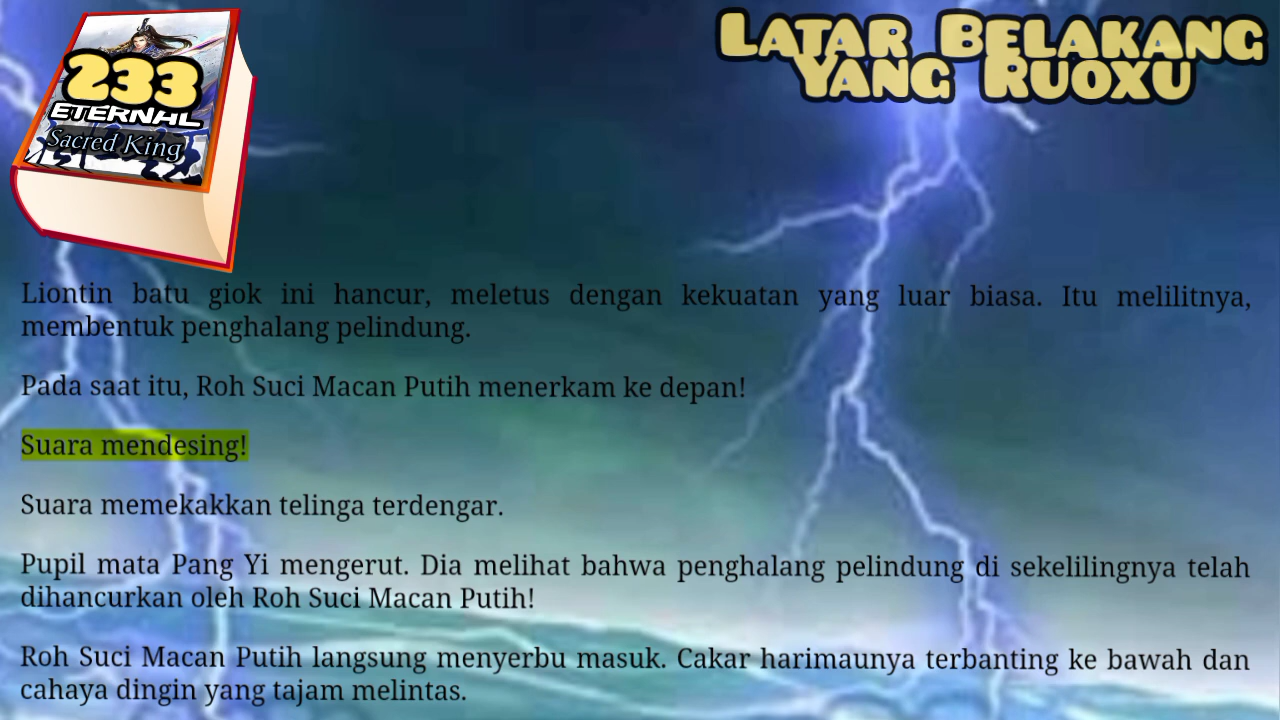 233
ETERNAL
Sacred King
LATAR BELAKANG
YANG RUOXU
Liontin batu giok ini hancur, meletus dengan kekuatan yang luar biasa. Itu melilitnya,
membentuk penghalang pelindung.
Pada saat itu, Roh Suci Macan Putih menerkam ke depan!
Suara mendesing!
Suara memekakkan telinga terdengar.
Pupil mata Pang Yi mengerut. Dia melihat bahwa penghalang pelindung di sekelilingnya telah
dihancurkan oleh Roh Suci Macan Putih!
Roh Suci Macan Putih langsung menyerbu masuk. Cakar harimaunya terbanting ke bawah dan
cahaya dingin yang tajam melintas.